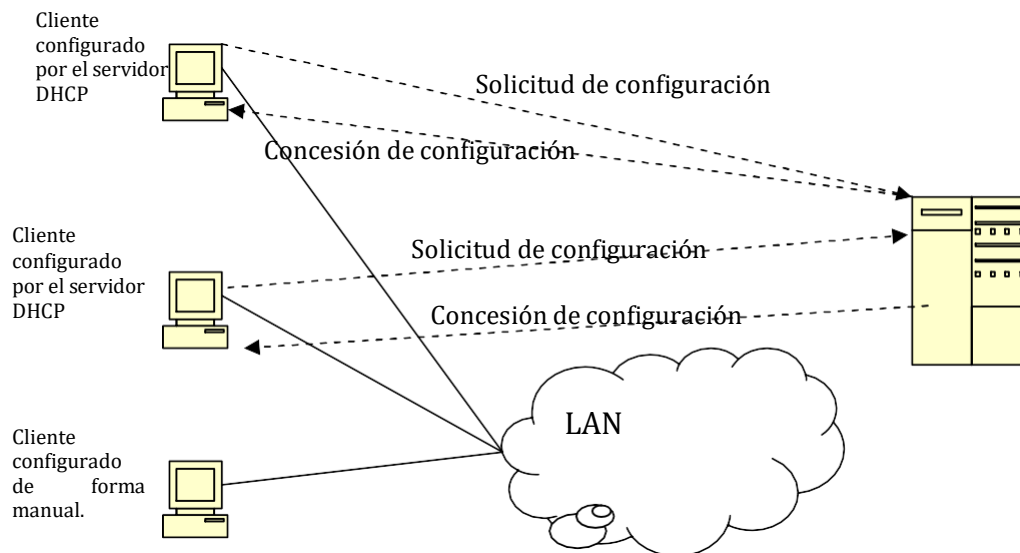 Cliente
configurado
por el servidor
DHCP
Solicitud de configuración
Concesión de configuración
Cliente
configurado
por el servidor
DHCP
Solicitud de configuración
Concesión de configuración
LAN
Cliente
configurado
de forma
manual.